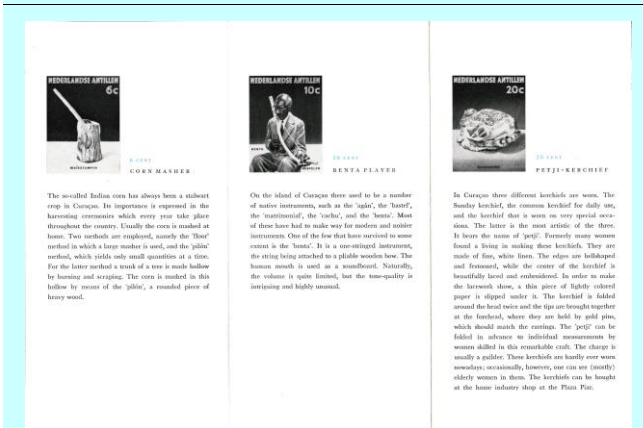 NEDERLANDSE ANTILLEN
6c
6 CENT
CORN MASHER
The so-called Indian corn has always been a stalwart
crop in Curaçao. Its importance is expressed in the
harvesting ceremonies which every year take place
throughout the country. Usually the corn is mashed at
home. Two methods are employed, namely the 'flour'
method in which a large masher is used, and the 'pilón'
method, which yields only small quantities at a time.
For the latter method a trunk of a tree is made hollow
by burning and scraping. The corn is mashed in this
hollow by means of the 'pilón', a rounded piece of
heavy wood.
NEDERLANDSE ANTILLEN
10c
BENTA
10 CENT
BENTA PLAYER
On the island of Curaçao there used to be a number
of native instruments, such as the 'agán', the 'bastel',
the 'matrimonial', the 'cachu', and the 'benta'. Most
of these have had to make way for modern and noisier
instruments. One of the few that have survived to some
extent is the 'benta'. It is a one-stringed instrument,
the string being attached to a pliable wooden bow. The
human mouth is used as a soundboard. Naturally,
the volume is quite limited, but the tone-quality is
intriguing and highly unusual.
NEDERLANDSE ANTILLEN
20c
20 CENT
PETJI-KERCHIEF
In Curaçao three different kerchiefs are worn. The
Sunday kerchief, the common kerchief for daily use,
and the kerchief that is worn on very special occa-
sions. The latter is the most artistic of the three.
It bears the name of 'petji'. Formerly many women
found a living in making these kerchiefs. They are
made of fine, white linen. The edges are bellshaped
and festooned, while the center of the kerchief is
beautifully laced and embroidered. In order to make
the lacework show, a thin piece of lightly colored
paper is slipped under it. The kerchief is folded
around the head twice and the tips are brought together
at the forehead, where they are held by gold pins,
which should match the earrings. The 'petji' can be
folded in advance to individual measurements by
women skilled in this remarkable craft. The charge is
usually a guilder. These kerchiefs are hardly ever worn
nowadays; occasionally, however, one can see (mostly)
elderly women in them. The kerchiefs can be bought
at the home industry shop at the Plaza Piar.